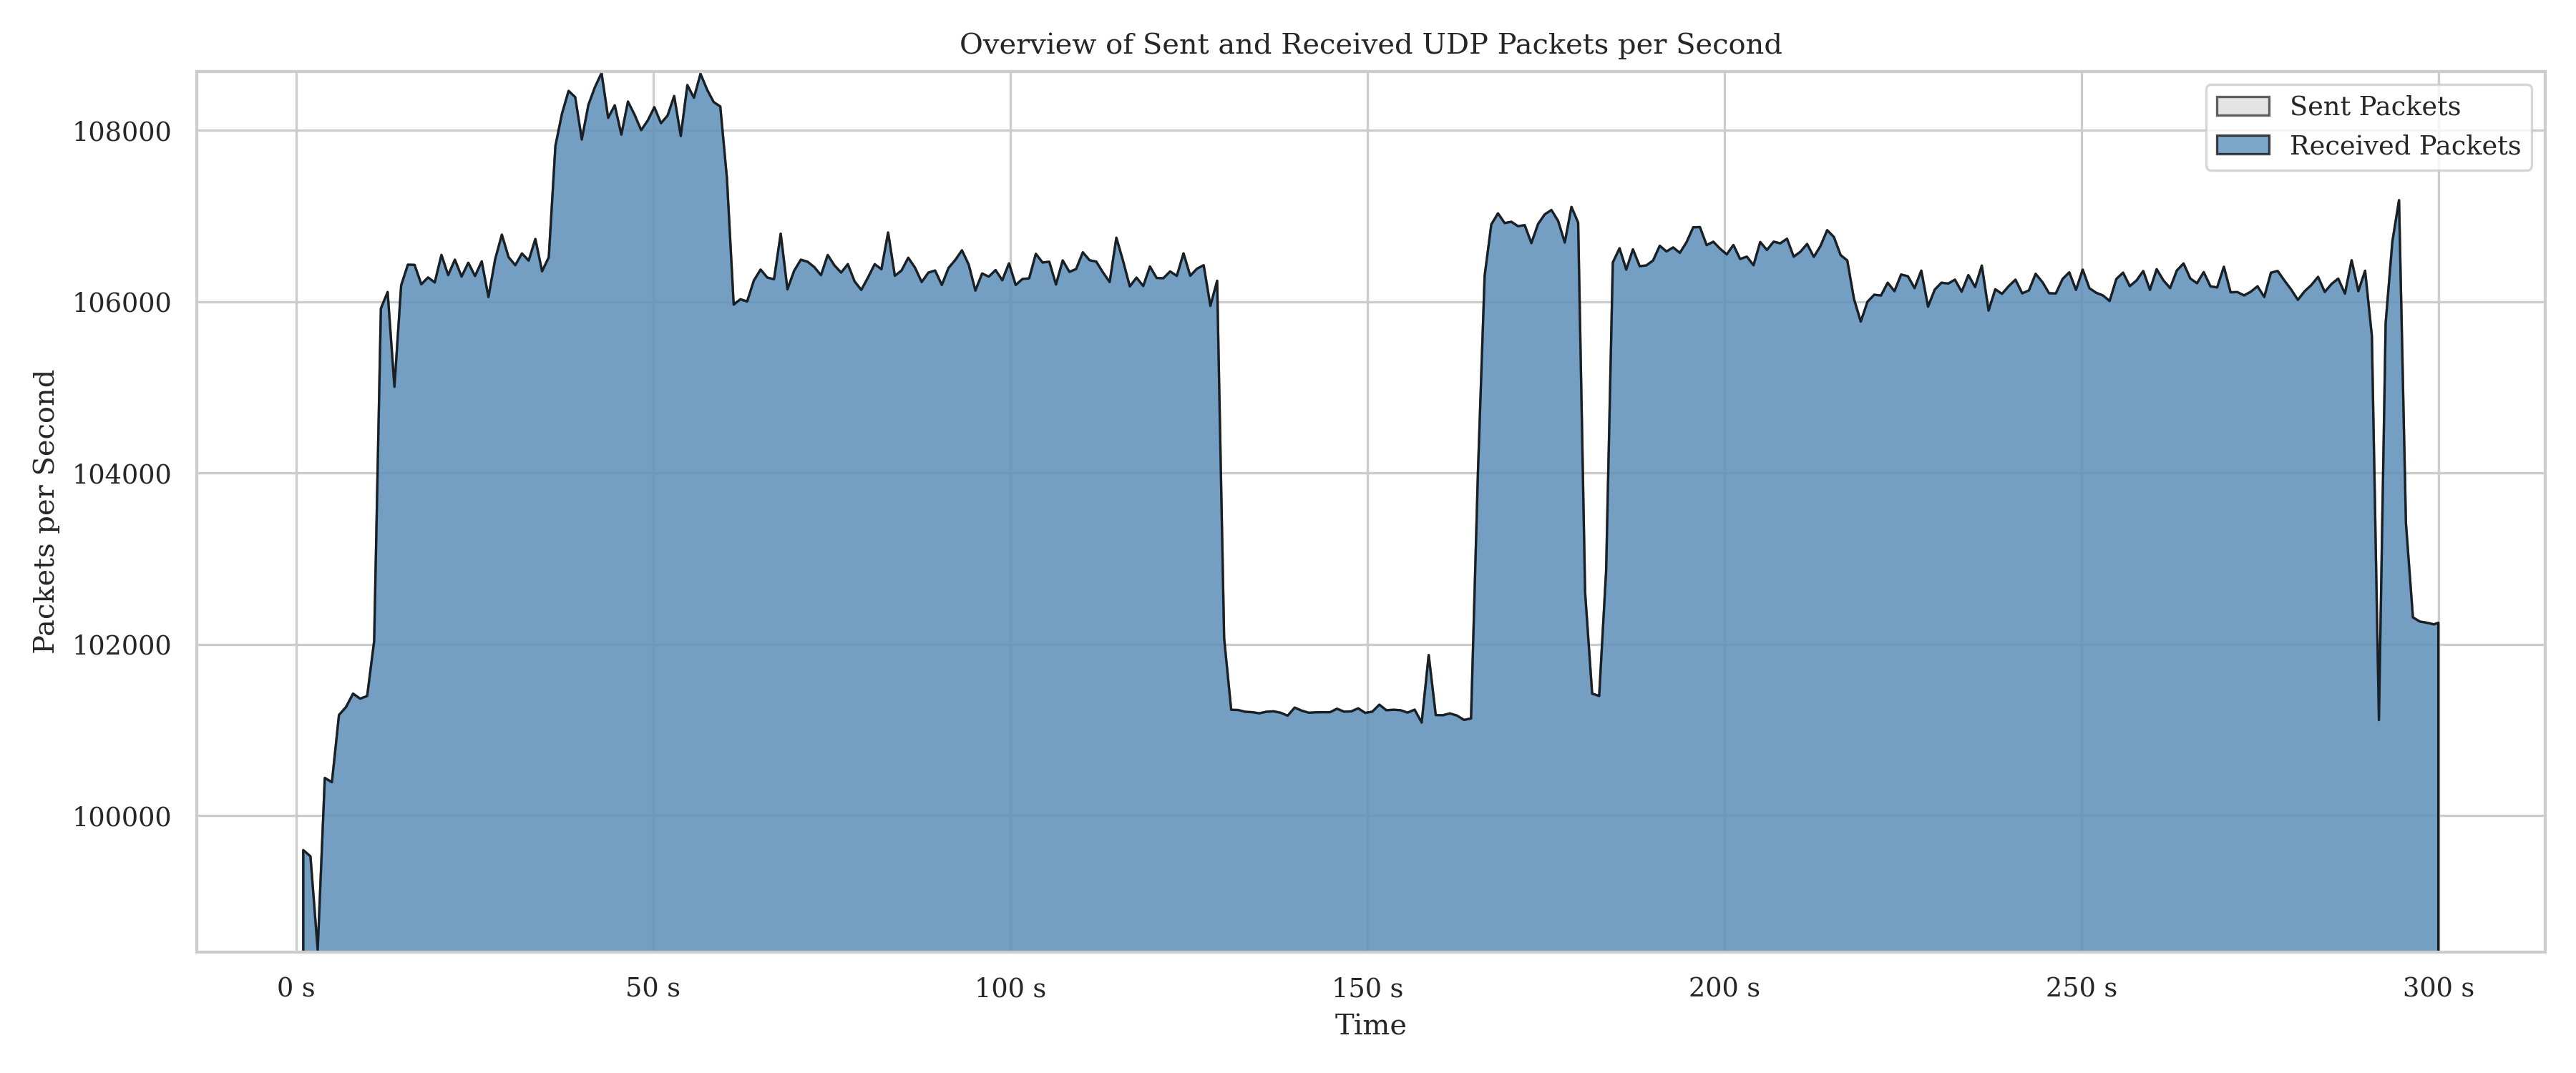 Overview of Sent and Received UDP Packets per Second
Sent Packets
Received Packets
Packets per Second
108000
106000
104000
102000
100000
0 s
50 s
100 s
150 s
200 s
250 s
300 s
Time